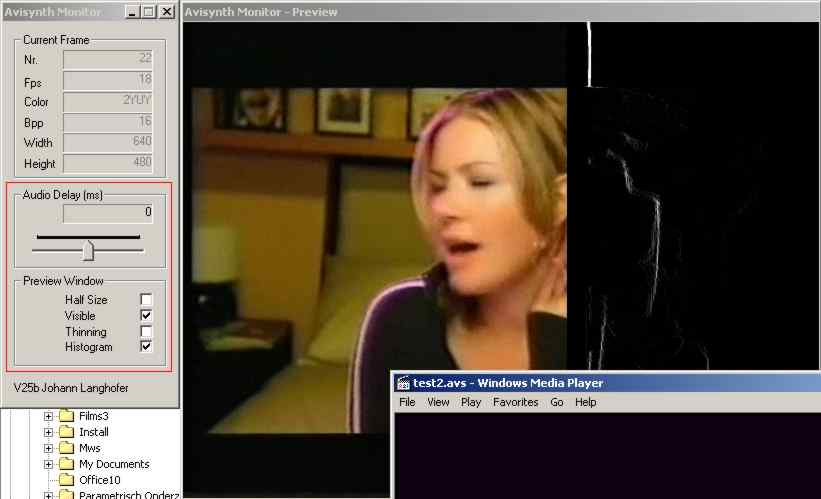 Avisynth Monitor
Current Frame
Nr. 22
Fps 18
Color 2YUY
Bpp 16
Width 640
Height 480
Audio Delay (ms)
0
Preview Window
Half Size
Visible
Thinning
Histogram
V25b Johann Langhofer
Films3
Install
Mws
My Documents
Office10
Parametrisch Onderz
Avisynth Monitor - Preview
test2.avs - Windows Media Player
File View Play Favorites Go Help